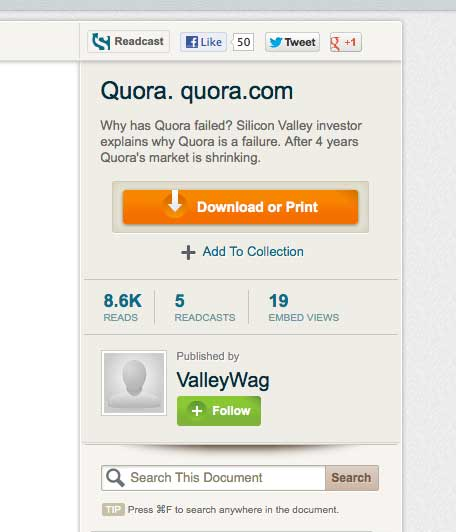 Readcast Like 50 Tweet +1
Quora. quora.com
Why has Quora failed? Silicon Valley investor
explains why Quora is a failure. After 4 years
Quora's market is shrinking.
Download or Print
Add To Collection
8.6K 5 19
READS READCASTS EMBED VIEWS
Published by
ValleyWag
Follow
Search This Document Search
TIP Press ⌘F to search anywhere in the document.